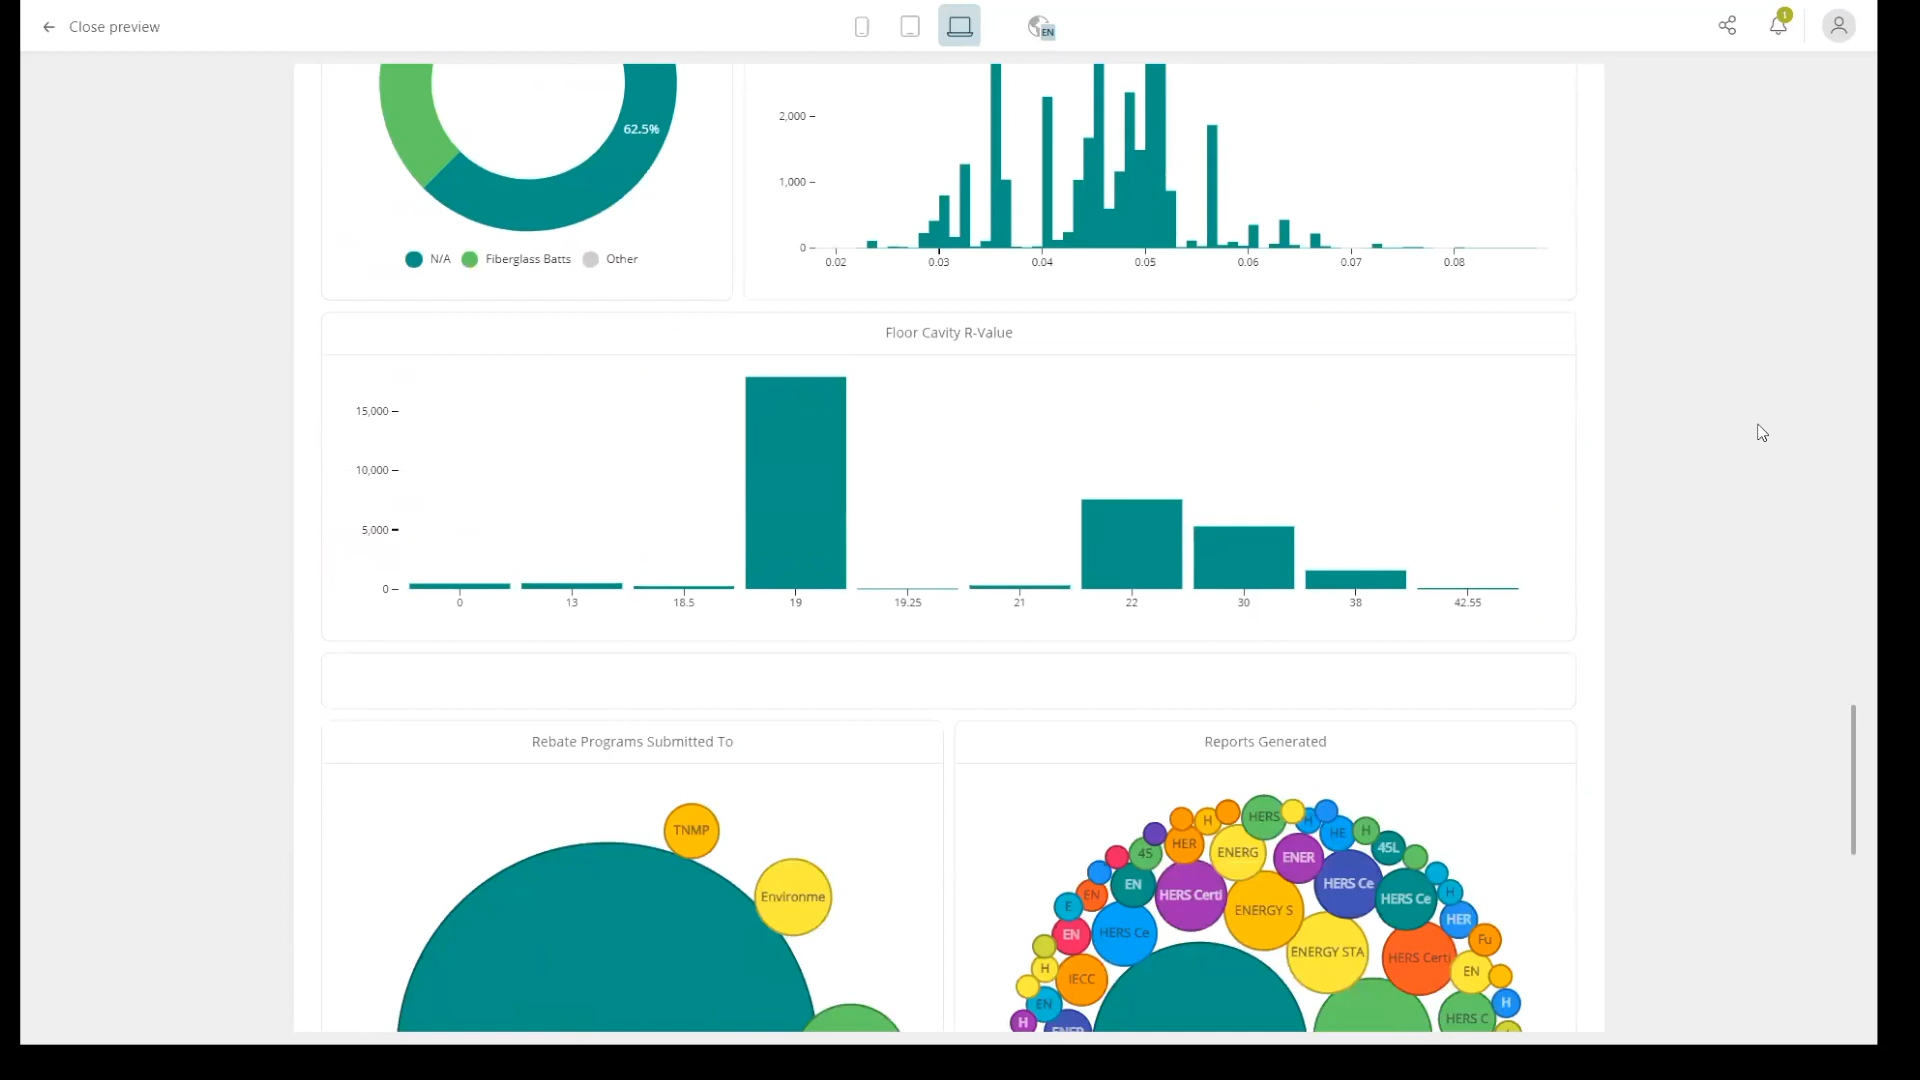 Close preview
EN
1
62.5%
N/A
Fiberglass Batts
Other
2,000
1,000
0
0.02
0.03
0.04
0.05
0.06
0.07
0.08
Floor Cavity R-Value
15,000
10,000
5,000
0
0
13
18.5
19
19.25
21
22
30
38
42.55
Rebate Programs Submitted To
TNMP
Environme
Reports Generated
H
HERS
H
HE
H
HER
45
ENERG
ENER
45L
EN
HERS Certi
HERS Ce
HERS Ce
H
EN
E
ENERGY S
HER
EN
HERS Ce
Fu
ENERGY STA
HERS Certi
H
IECC
EN
EN
H
HERS C
H